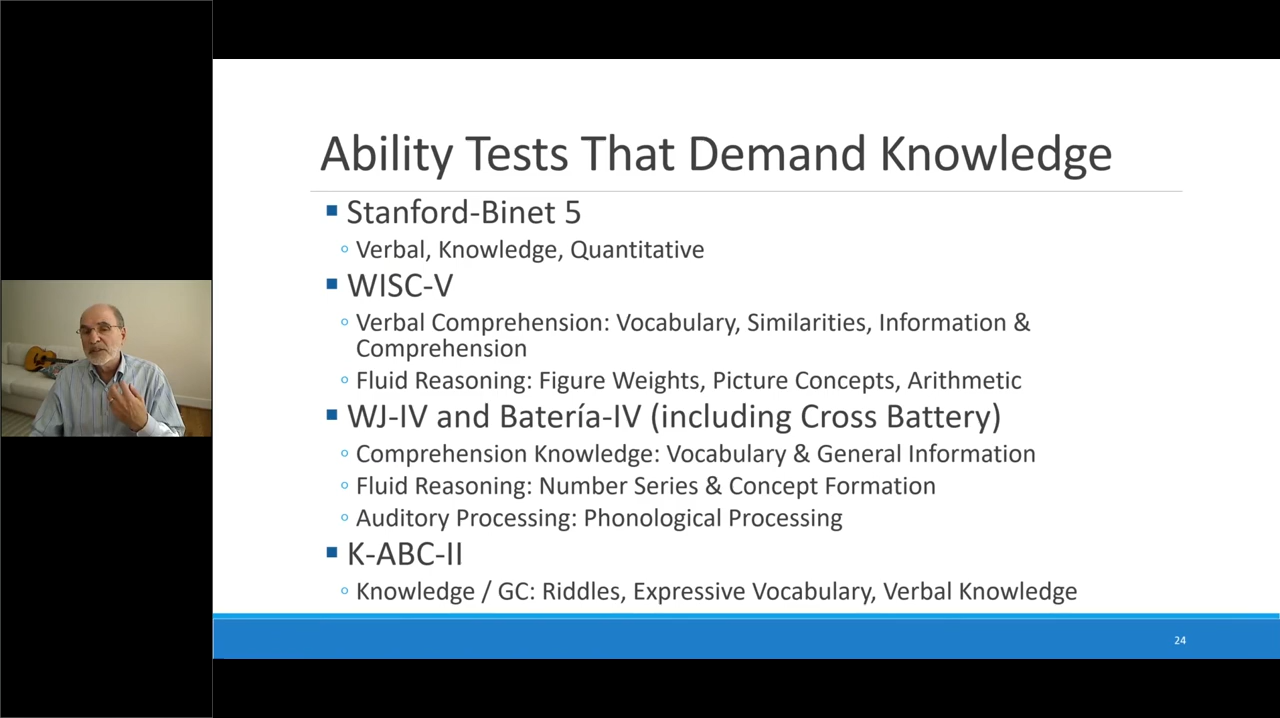 Ability Tests That Demand Knowledge
▪ Stanford-Binet 5
◦ Verbal, Knowledge, Quantitative
▪ WISC-V
◦ Verbal Comprehension: Vocabulary, Similarities, Information &
Comprehension
◦ Fluid Reasoning: Figure Weights, Picture Concepts, Arithmetic
▪ WJ-IV and Batería-IV (including Cross Battery)
◦ Comprehension Knowledge: Vocabulary & General Information
◦ Fluid Reasoning: Number Series & Concept Formation
◦ Auditory Processing: Phonological Processing
▪ K-ABC-II
◦ Knowledge / GC: Riddles, Expressive Vocabulary, Verbal Knowledge
24